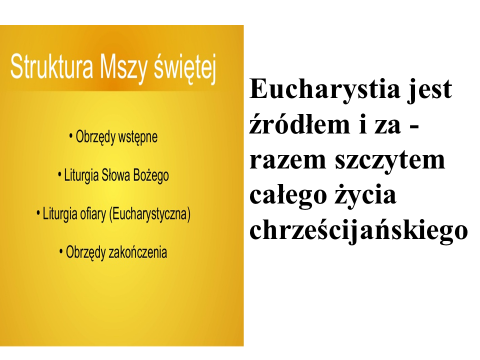 Struktura Mszy świętej
• Obrzędy wstępne
• Liturgia Słowa Bożego
• Liturgia ofiary (Eucharystyczna)
• Obrzędy zakończenia
Eucharystia jest
źródłem i za -
razem szczytem
całego życia
chrześcijańskiego